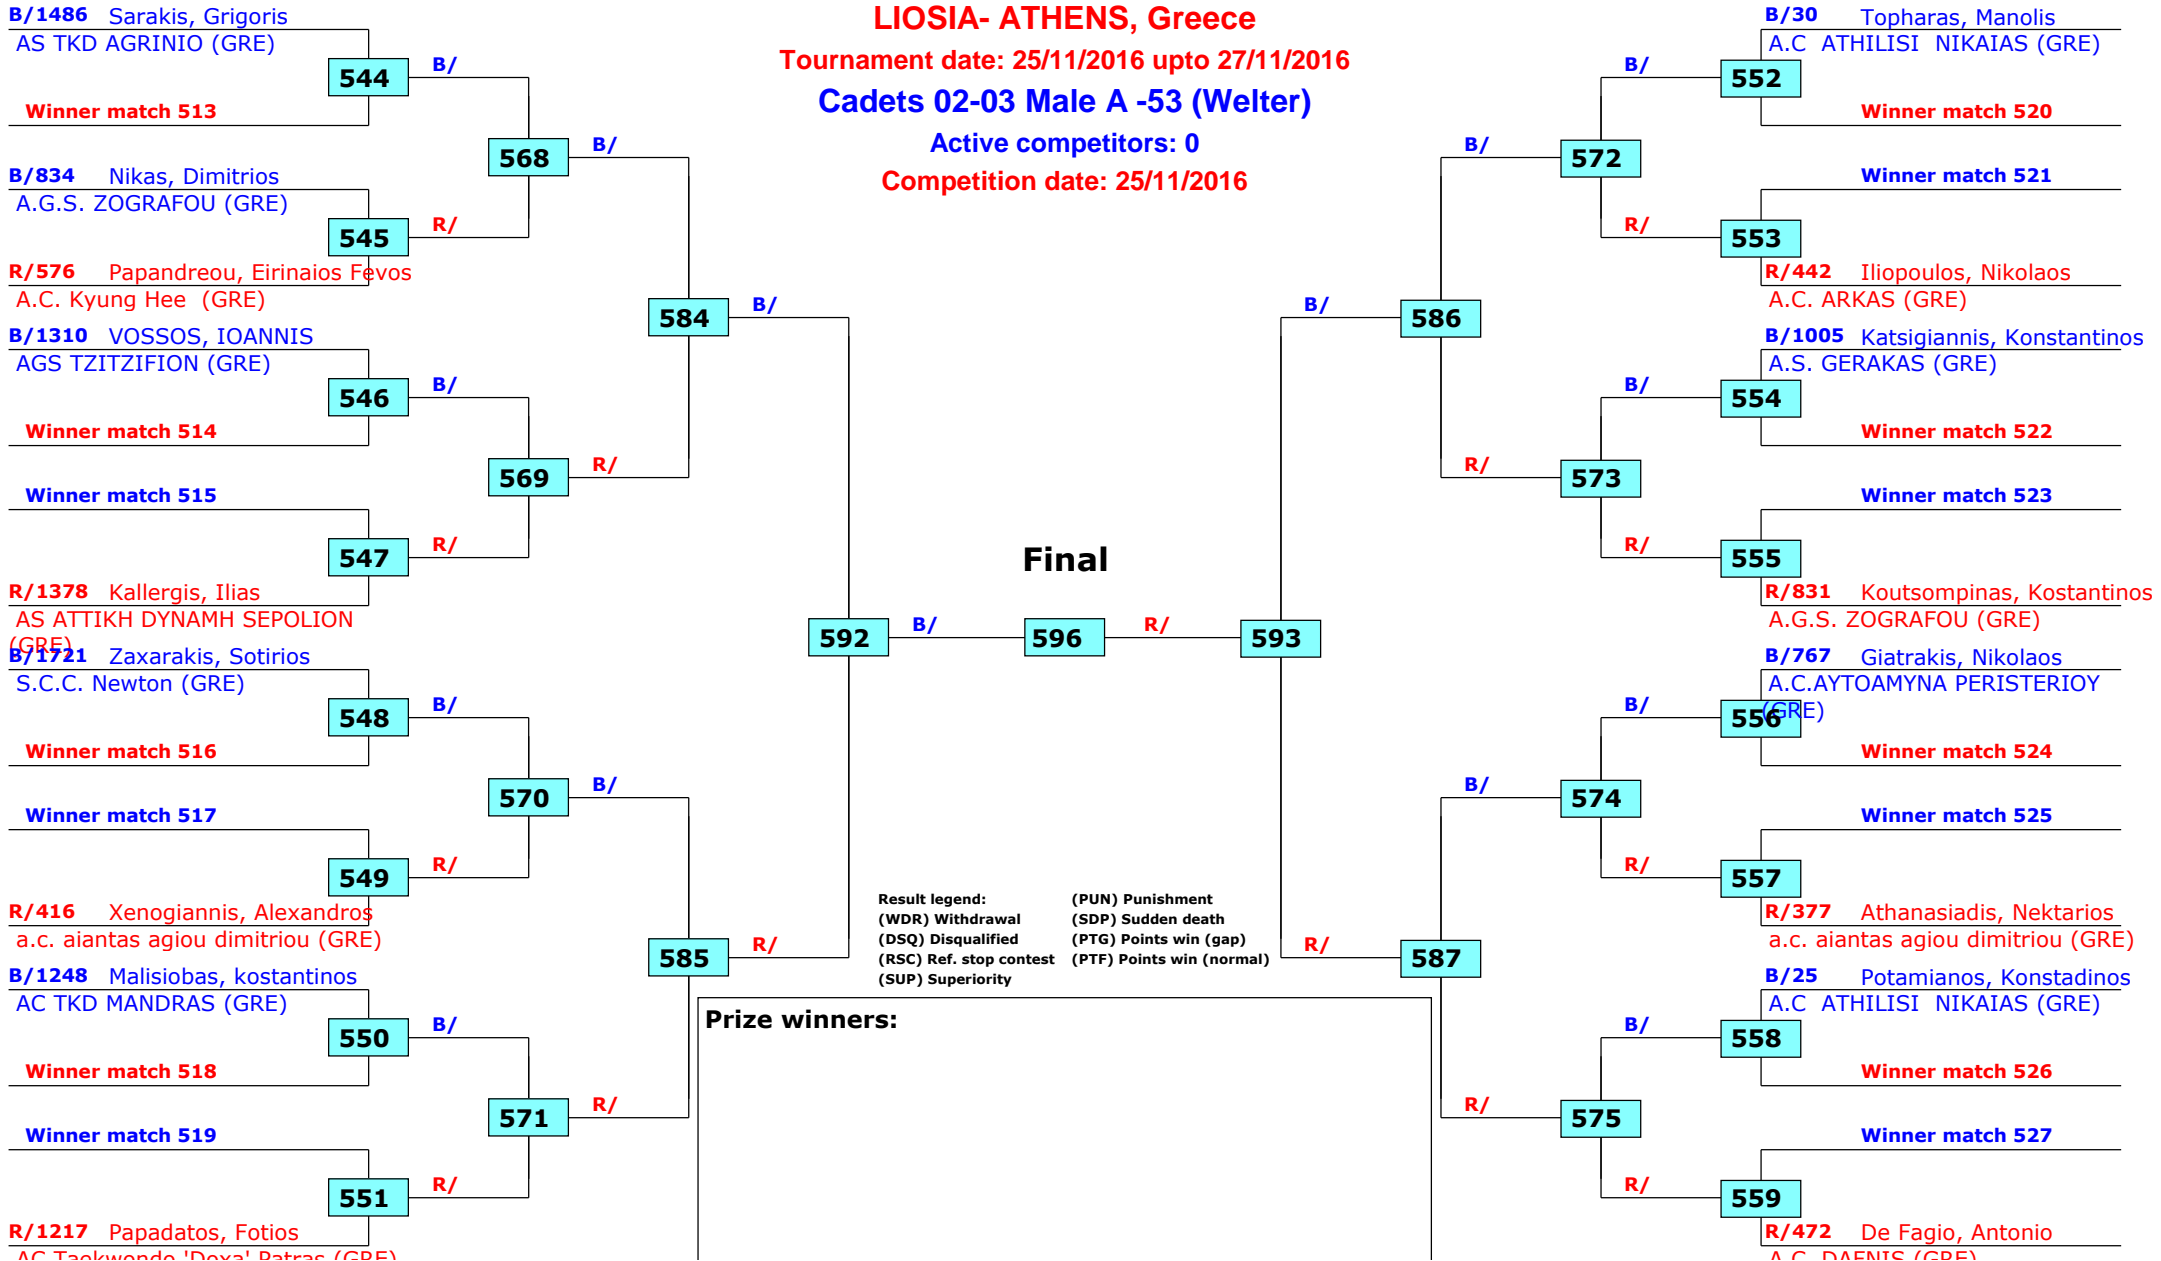 LIOSIA- ATHENS, Greece
Tournament date: 25/11/2016 upto 27/11/2016
Cadets 02-03 Male A -53 (Welter)
Active competitors: 0
Competition date: 25/11/2016
B/1486 Sarakis, Grigoris
AS TKD AGRINIO (GRE)
544
B/
Winner match 513
568
B/
B/834 Nikas, Dimitrios
A.G.S. ZOGRAFOU (GRE)
545
R/
R/576 Papandreou, Eirinaios Fevos
A.C. Kyung Hee (GRE)
584
B/
B/1310 VOSSOS, IOANNIS
AGS TZITZIFION (GRE)
546
B/
Winner match 514
569
R/
Winner match 515
547
R/
R/1378 Kallergis, Ilias
AS ATTIKH DYNAMH SEPOLION
(GRE)
592
B/
B/1721 Zaxarakis, Sotirios
S.C.C. Newton (GRE)
548
B/
Winner match 516
570
B/
Winner match 517
549
R/
R/416 Xenogiannis, Alexandros
a.c. aiantas agiou dimitriou (GRE)
585
R/
B/1248 Malisiobas, kostantinos
AC TKD MANDRAS (GRE)
550
B/
Winner match 518
571
R/
Winner match 519
551
R/
R/1217 Papadatos, Fotios
AC Taekwondo 'Doxa' Patras (GRE)
Final
596
R/
593
Result legend:
(WDR) Withdrawal
(DSQ) Disqualified
(RSC) Ref. stop contest
(SUP) Superiority
(PUN) Punishment
(SDP) Sudden death
(PTG) Points win (gap)
(PTF) Points win (normal)
Prize winners:
B/30 Topharas, Manolis
A.C ATHILISI NIKAIAS (GRE)
B/
552
Winner match 520
B/
572
Winner match 521
R/
553
R/442 Iliopoulos, Nikolaos
A.C. ARKAS (GRE)
B/
586
B/1005 Katsigiannis, Konstantinos
A.S. GERAKAS (GRE)
B/
554
Winner match 522
R/
573
Winner match 523
R/
555
R/831 Koutsompinas, Kostantinos
A.G.S. ZOGRAFOU (GRE)
B/767 Giatrakis, Nikolaos
A.C.AYTOAMYNA PERISTERIOY
(GRE)
B/
556
Winner match 524
B/
574
Winner match 525
R/
557
R/377 Athanasiadis, Nektarios
a.c. aiantas agiou dimitriou (GRE)
R/
587
B/25 Potamianos, Konstadinos
A.C ATHILISI NIKAIAS (GRE)
B/
558
Winner match 526
R/
575
Winner match 527
R/
559
R/472 De Fagio, Antonio
A.C. DAFNIS (GRE)